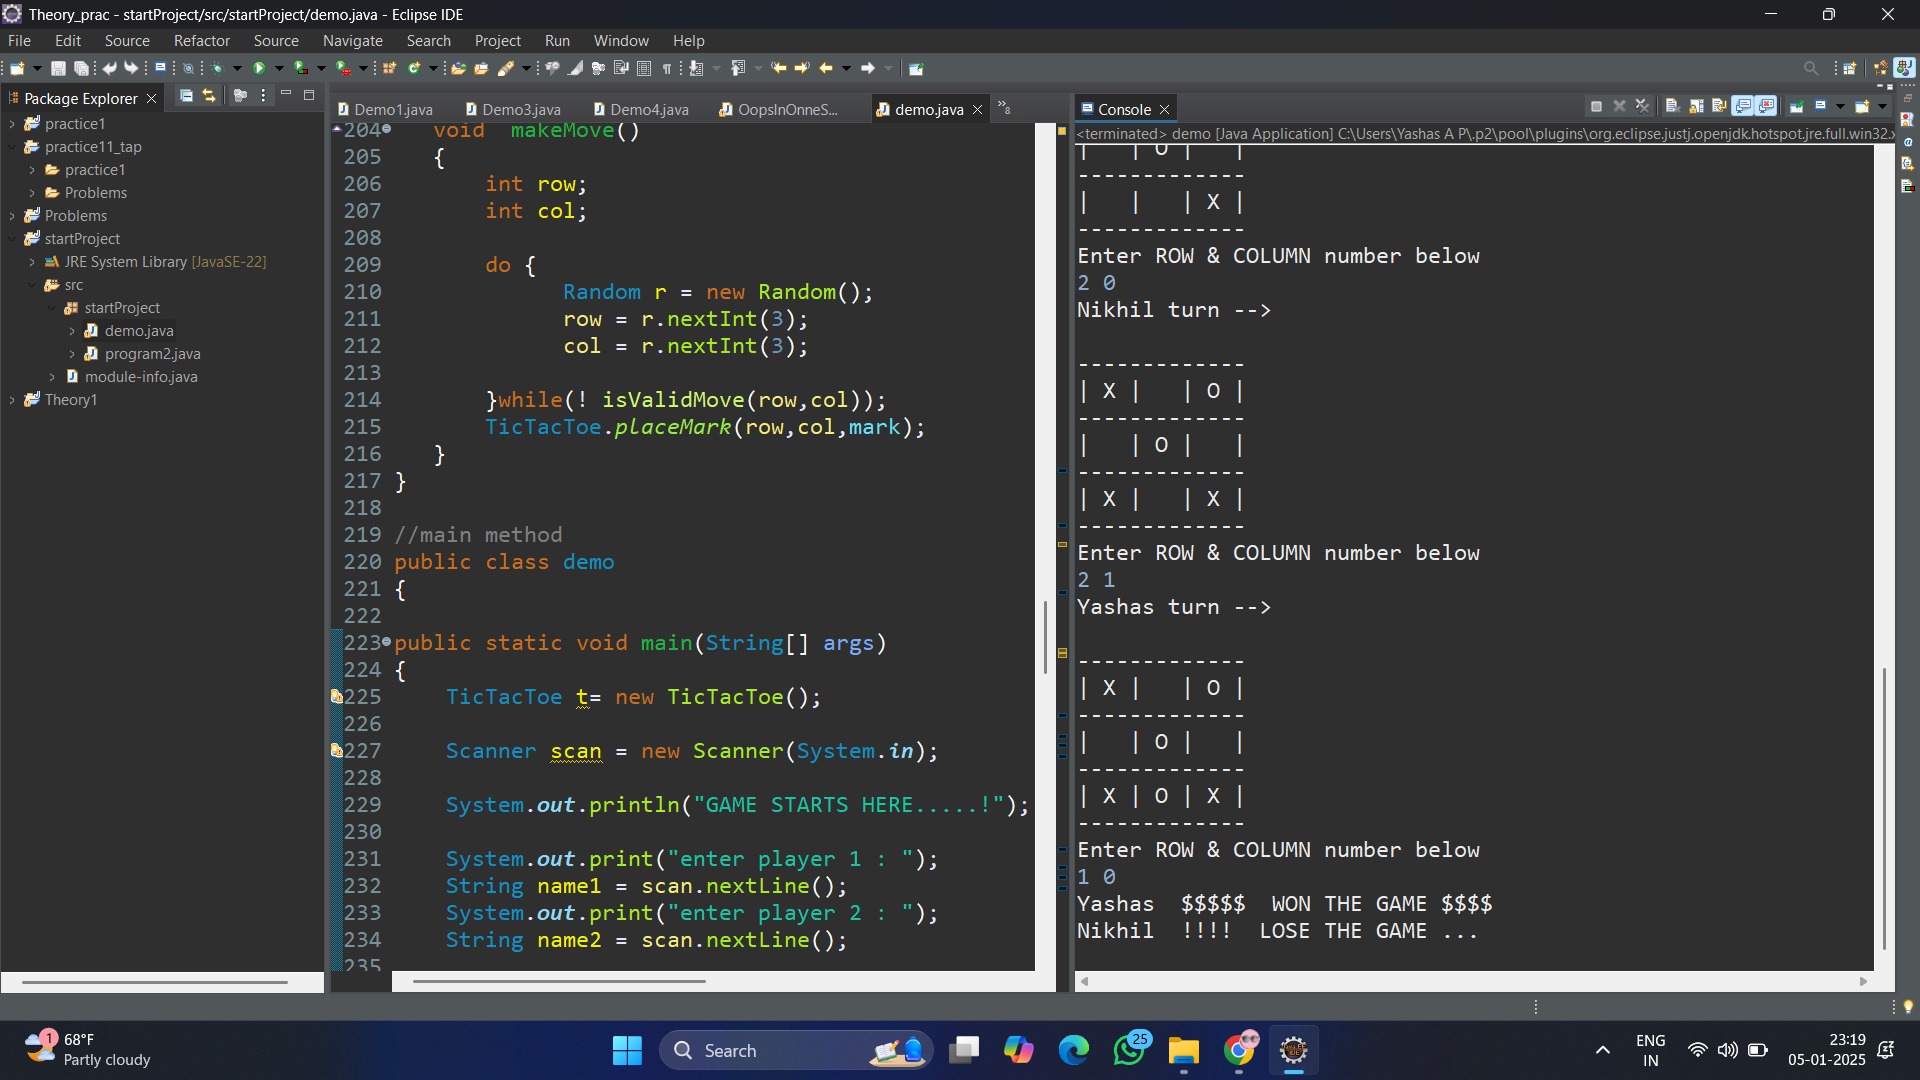 Theory_prac - startProject/src/startProject/demo.java - Eclipse IDE
File Edit Source Refactor Source Navigate Search Project Run Window Help
Package Explorer
practice1
practice11_tap
practice1
Problems
Problems
startProject
JRE System Library [JavaSE-22]
src
startProject
demo.java
program2.java
module-info.java
Theory1
Demo1.java Demo3.java Demo4.java OopsInOnneS... demo.java »8
204 void makeMove()
205 {
206 int row;
207 int col;
208
209 do {
210 Random r = new Random();
211 row = r.nextInt(3);
212 col = r.nextInt(3);
213
214 }while(! isValidMove(row,col));
215 TicTacToe.placeMark(row,col,mark);
216 }
217 }
218
219 //main method
220 public class demo
221 {
222
223 public static void main(String[] args)
224 {
225 TicTacToe t= new TicTacToe();
226
227 Scanner scan = new Scanner(System.in);
228
229 System.out.println("GAME STARTS HERE.....!");
230
231 System.out.print("enter player 1 : ");
232 String name1 = scan.nextLine();
233 System.out.print("enter player 2 : ");
234 String name2 = scan.nextLine();
235
Console
<terminated> demo [Java Application] C:\Users\Yashas A P\.p2\pool\plugins\org.eclipse.justj.openjdk.hotspot.jre.full.win32.x
|   | O |   |
-------------
|   |   | X |
-------------
Enter ROW & COLUMN number below
2 0
Nikhil turn -->
-------------
| X |   | O |
-------------
|   | O |   |
-------------
| X |   | X |
-------------
Enter ROW & COLUMN number below
2 1
Yashas turn -->
-------------
| X |   | O |
-------------
|   | O |   |
-------------
| X | O | X |
-------------
Enter ROW & COLUMN number below
1 0
Yashas  $$$$$  WON THE GAME $$$$
Nikhil  !!!!  LOSE THE GAME ...
1
68°F
Partly cloudy
Search
25
ENG
IN
23:19
05-01-2025